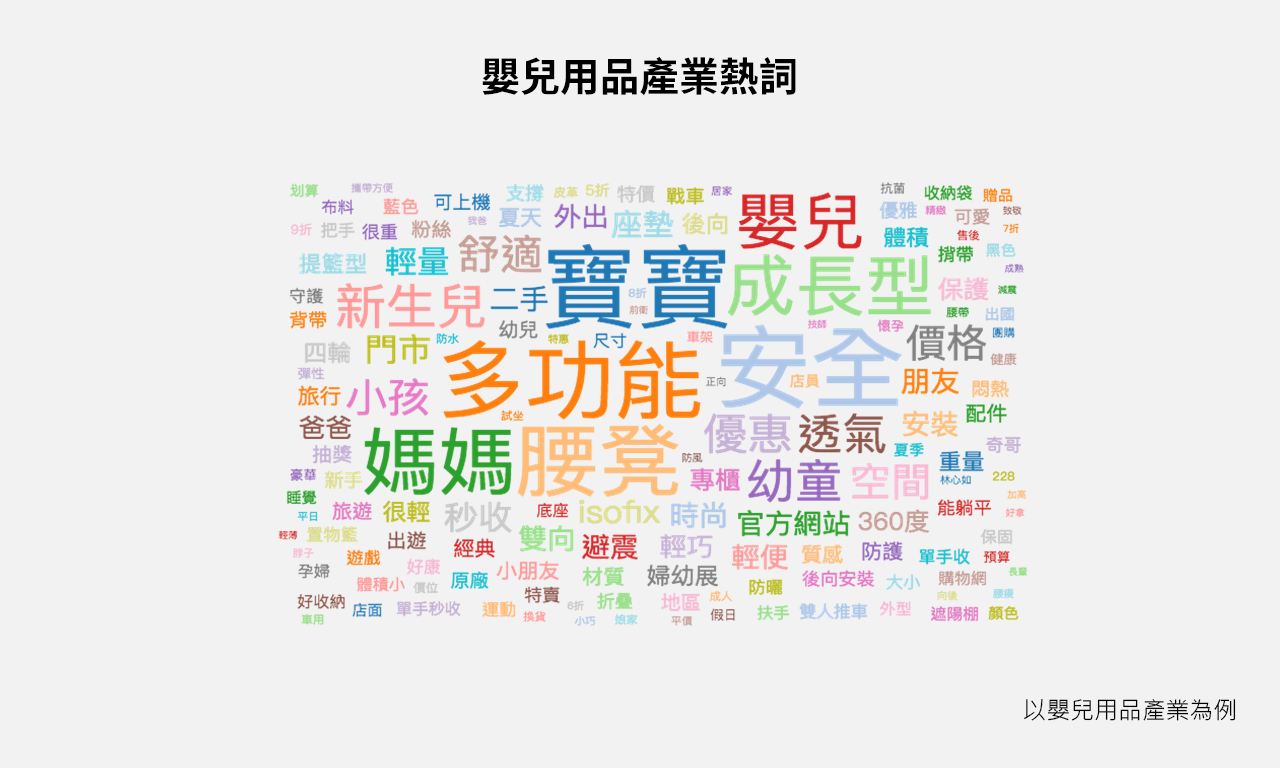 嬰兒用品產業熱詞
划算 攜帶方便 可上機 支撐 皮革 5折 特價 戰車 居家 嬰兒 抗菌 收納袋 贈品
布料 藍色 我爸 夏天 外出 座墊 後向 優雅 精緻 可愛 致敬
9折 把手 很重 粉絲 體積 售後 7折
提籃型 輕量 舒適 寶寶 成長型 揹帶 黑色 成熟
守護 新生兒 二手 8折 保護 減震
背帶 幼兒 前衛 技師 懷孕 腰帶 出國
四輪 門市 防水 特惠 尺寸 車架 安全 價格 團購 健康
彈性 多功能 正向 店員 朋友 悶熱
旅行 小孩 試坐 配件
爸爸 媽媽 腰凳 優惠 透氣 安裝 奇哥
抽獎 防風 夏季 重量
豪華 新手 專櫃 幼童 空間 林心如 228
睡覺 旅遊 很輕 秒收 底座 isofix 時尚 官方網站 360度 能躺平 加高 好拿
平日
輕薄 置物籃 出遊 經典 雙向 避震 輕巧 輕便 質感 防護 單手收 保固 預算
脖子 遊戲
孕婦 好康 小朋友 材質 婦幼展 後向安裝 大小 購物網 長輩
體積小 價位 原廠 防曬
好收納 店面 單手秒收 運動 特賣 6折 折疊 地區 成人 向後 腰痠
車用 換貨 小巧 娘家 平價 假日 扶手 雙人推車 外型 遮陽棚 顏色
以嬰兒用品產業為例